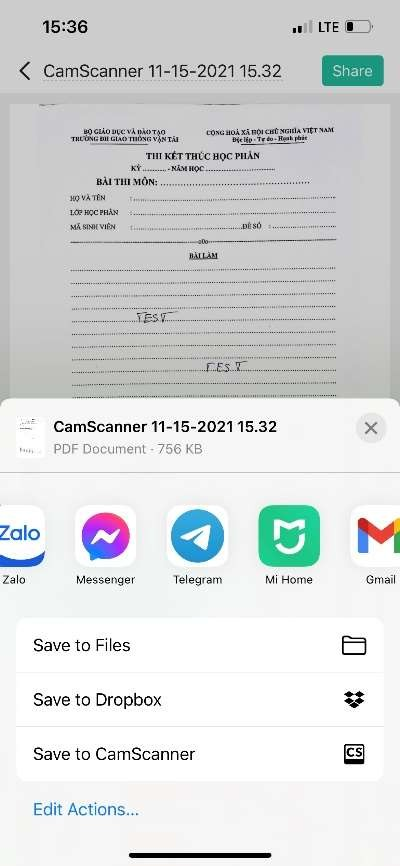 15:36 LTE
CamScanner 11-15-2021 15.32 Share
BỘ GIÁO DỤC VÀ ĐÀO TẠO
TRƯỜNG ĐH GIAO THÔNG VẬN TẢI
CỘNG HOÀ XÃ HỘI CHỦ NGHĨA VIỆT NAM
Độc lập - Tự do - Hạnh phúc
THI KẾT THÚC HỌC PHẦN
KỲ ........... - NĂM HỌC ................................
BÀI THI MÔN: ....................................................
HỌ VÀ TÊN : ....................................................
LỚP HỌC PHẦN : ....................................................
MÃ SINH VIÊN : ........................................ ĐỀ SỐ : ........................
---o0o---
BÀI LÀM
TEST
TEST
CamScanner 11-15-2021 15.32
PDF Document · 756 KB
Zalo
Zalo Messenger Telegram Mi Home Gmail
Save to Files
Save to Dropbox
Save to CamScanner CS
Edit Actions...